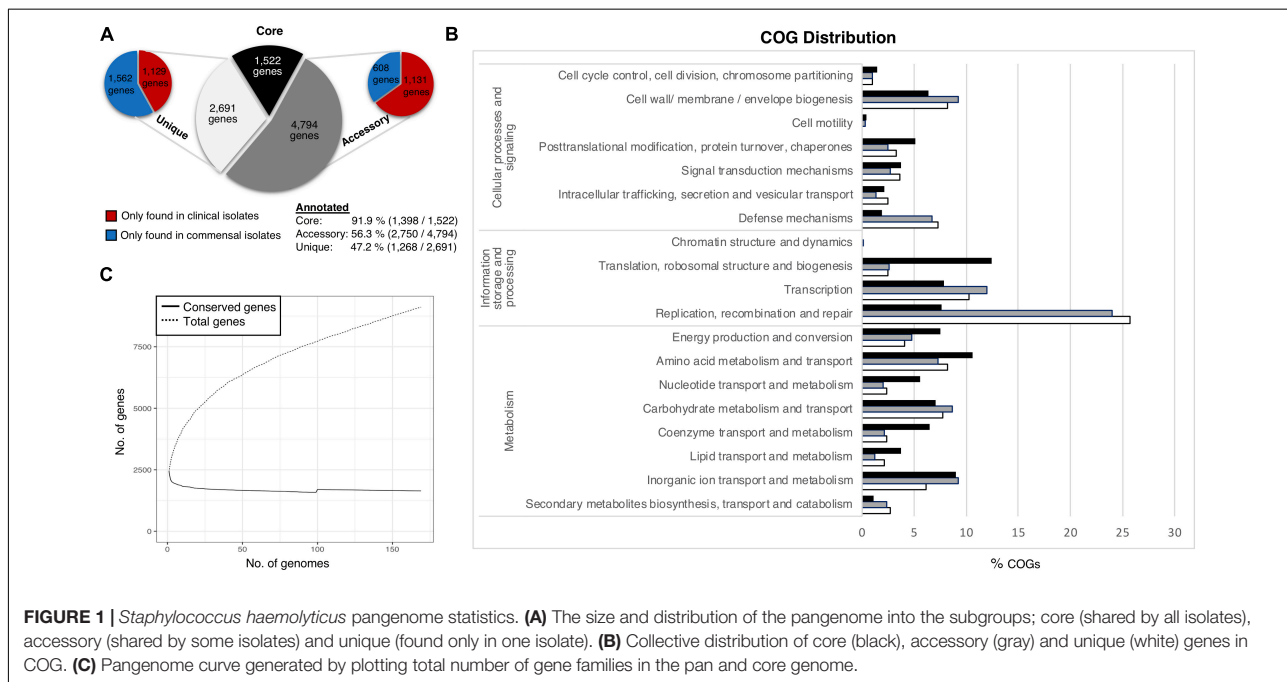 A
Core
1,522
genes
1,562
genes
1,129
genes
2,691
genes
4,794
genes
608
genes
1,131
genes
Unique
Accessory
Only found in clinical isolates
Only found in commensal isolates
Annotated
Core: 91.9 % (1,398 / 1,522)
Accessory: 56.3 % (2,750 / 4,794)
Unique: 47.2 % (1,268 / 2,691)
B
COG Distribution
Cellular processes and
signaling
Cell cycle control, cell division, chromosome partitioning
Cell wall/ membrane / envelope biogenesis
Cell motility
Posttranslational modification, protein turnover, chaperones
Signal transduction mechanisms
Intracellular trafficking, secretion and vesicular transport
Defense mechanisms
Information
storage and
processing
Chromatin structure and dynamics
Translation, robosomal structure and biogenesis
Transcription
Replication, recombination and repair
Metabolism
Energy production and conversion
Amino acid metabolism and transport
Nucleotide transport and metabolism
Carbohydrate metabolism and transport
Coenzyme transport and metabolism
Lipid transport and metabolism
Inorganic ion transport and metabolism
Secondary metabolites biosynthesis, transport and catabolism
0 5 10 15 20 25 30
% COGs
C
Conserved genes
Total genes
No. of genes
7500
5000
2500
0
0 50 100 150
No. of genomes
FIGURE 1 | Staphylococcus haemolyticus pangenome statistics. (A) The size and distribution of the pangenome into the subgroups; core (shared by all isolates),
accessory (shared by some isolates) and unique (found only in one isolate). (B) Collective distribution of core (black), accessory (gray) and unique (white) genes in
COG. (C) Pangenome curve generated by plotting total number of gene families in the pan and core genome.